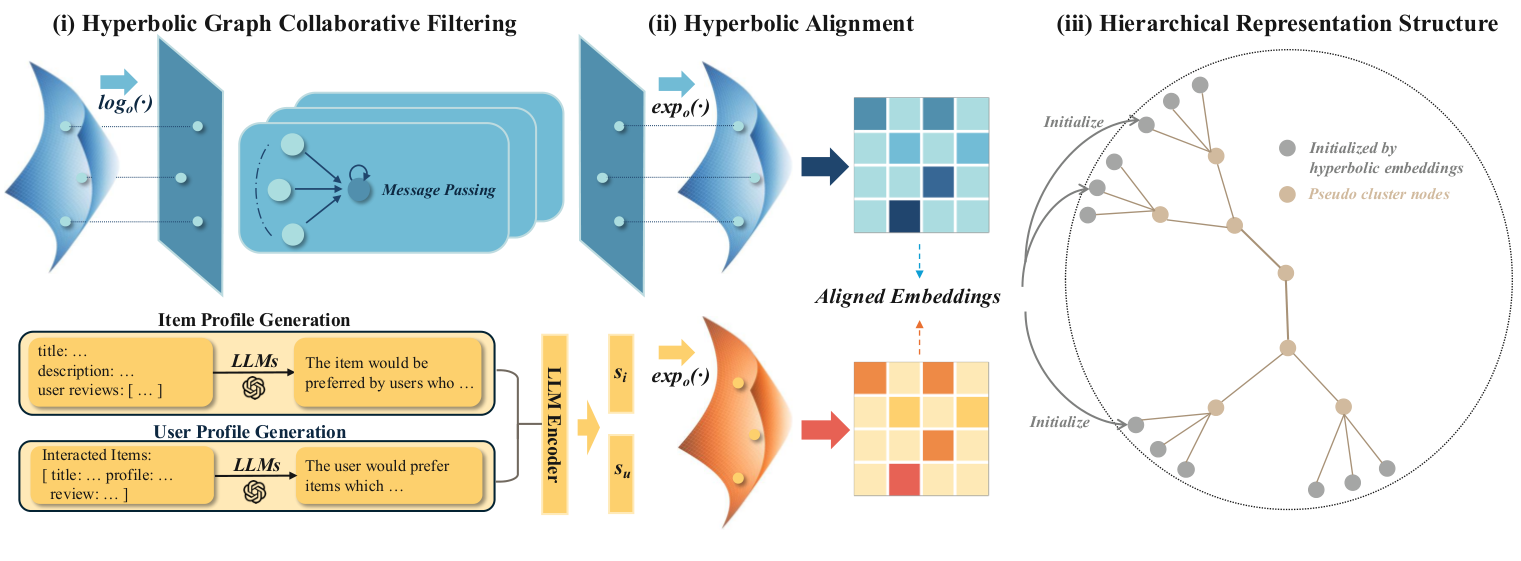 (i) Hyperbolic Graph Collaborative Filtering
(ii) Hyperbolic Alignment
(iii) Hierarchical Representation Structure
logₒ(·)
Message Passing
expₒ(·)
Aligned Embeddings
Item Profile Generation
title: …
description: …
user reviews: [ … ]
LLMs
The item would be
preferred by users who …
User Profile Generation
Interacted Items:
[ title: … profile: …
review: … ]
LLMs
The user would prefer
items which …
LLM Encoder
sᵢ
sᵤ
expₒ(·)
Initialize
Initialized by
hyperbolic embeddings
Pseudo cluster nodes
Initialize